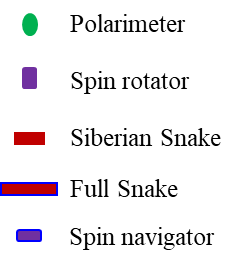 Polarimeter
Spin rotator
Siberian Snake
Full Snake
Spin navigator